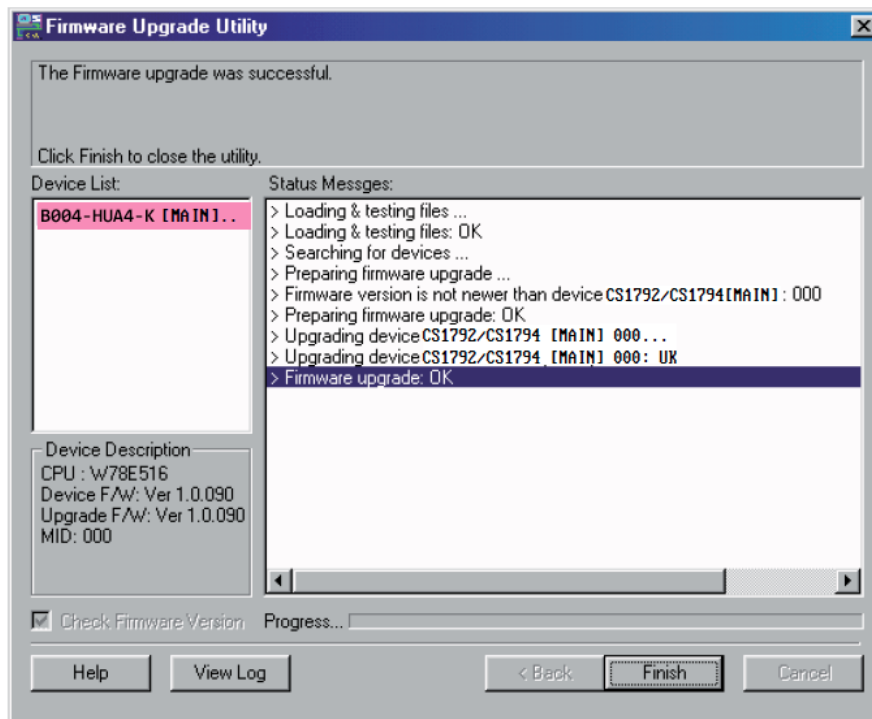 Firmware Upgrade Utility
The Firmware upgrade was successful.
Click Finish to close the utility.
Device List:
Status Messges:
B004-HUA4-K [MAIN]..
> Loading & testing files ...
> Loading & testing files: OK
> Searching for devices ...
> Preparing firmware upgrade ...
> Firmware version is not newer than device CS1792/CS1794[MAIN] : 000
> Preparing firmware upgrade: OK
> Upgrading device CS1792/CS1794 [MAIN] 000...
> Upgrading device CS1792/CS1794 [MAIN] 000: UK
> Firmware upgrade: OK
Device Description
CPU : W78E516
Device F/W: Ver 1.0.090
Upgrade F/W: Ver 1.0.090
MID: 000
Check Firmware Version
Progress...
Help
View Log
< Back
Finish
Cancel